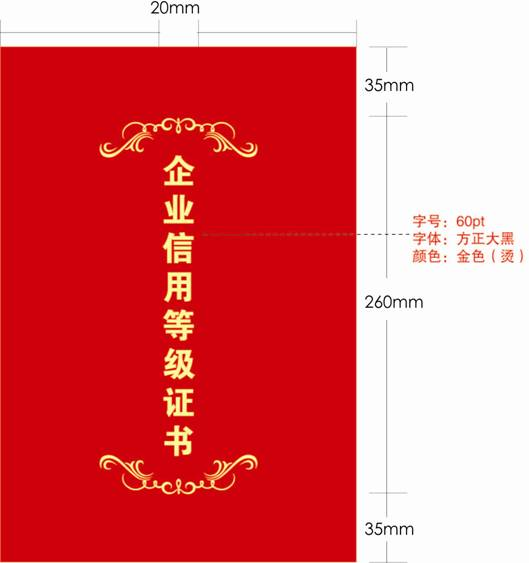 20mm
35mm
企业信用等级证书
字号：60pt
字体：方正大黑
颜色：金色（烫）
260mm
35mm